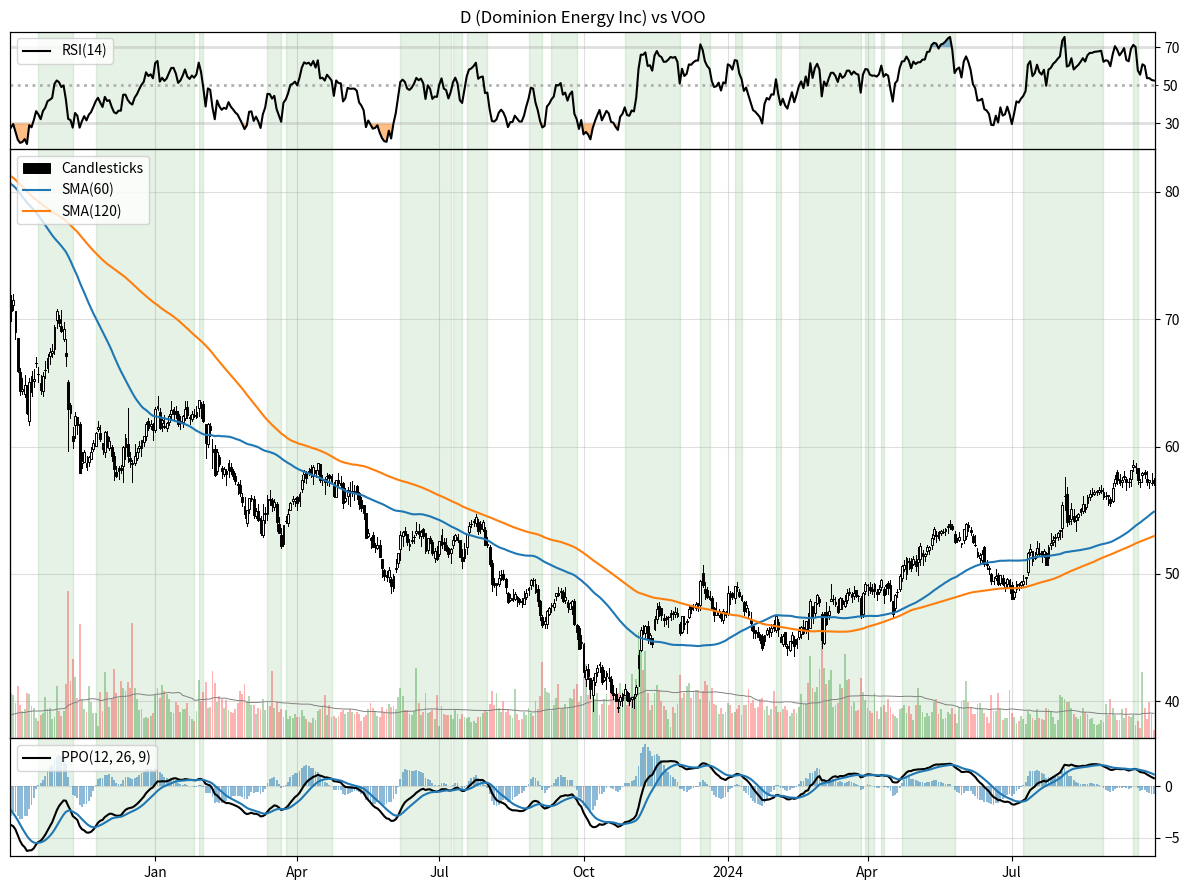 D (Dominion Energy Inc) vs VOO
RSI(14)
70
50
30
Candlesticks
SMA(60)
SMA(120)
80
70
60
50
40
PPO(12, 26, 9)
0
−5
Jan Apr Jul Oct 2024 Apr Jul